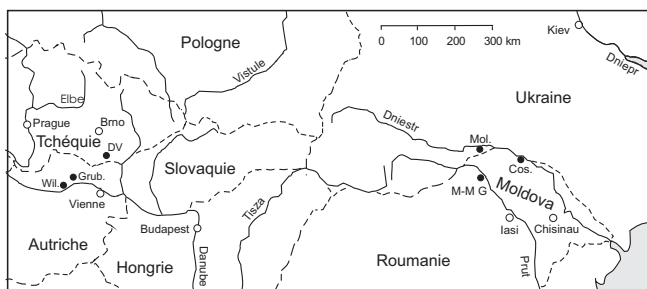 Pologne
0 100 200 300 km
Kiev
Dniepr
Vistule
Elbe
Ukraine
Prague
Brno
Dniestr
Tchéquie
DV
Mol.
Slovaquie
Cos.
Wil.
Grub.
M-M G
Moldova
Vienne
Tisza
Budapest
Iasi
Chisinau
Autriche
Danube
Hongrie
Roumanie
Prut